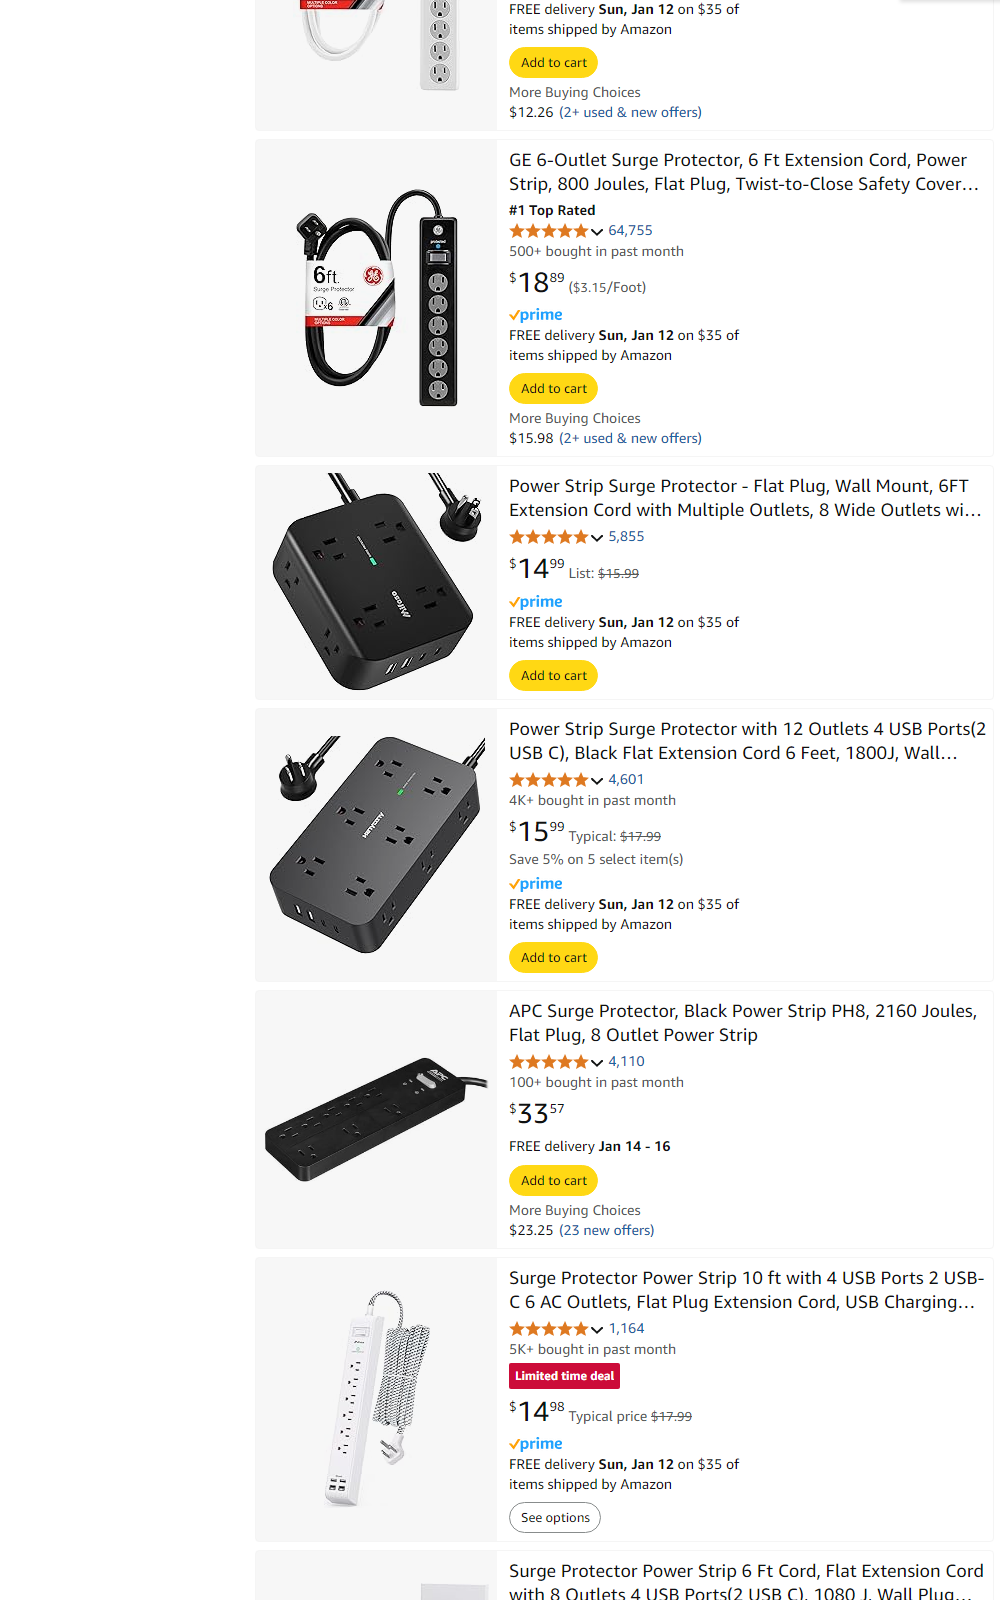 MULTIPLE COLOR
OPTIONS
FREE delivery Sun, Jan 12 on $35 of
items shipped by Amazon
Add to cart
More Buying Choices
$12.26 (2+ used & new offers)
GE 6-Outlet Surge Protector, 6 Ft Extension Cord, Power
Strip, 800 Joules, Flat Plug, Twist-to-Close Safety Cover…
#1 Top Rated
64,755
500+ bought in past month
$18.89 ($3.15/Foot)
prime
FREE delivery Sun, Jan 12 on $35 of
items shipped by Amazon
Add to cart
More Buying Choices
$15.98 (2+ used & new offers)
6ft.
Surge Protector
x6
MULTIPLE COLOR
OPTIONS
protected
Power Strip Surge Protector - Flat Plug, Wall Mount, 6FT
Extension Cord with Multiple Outlets, 8 Wide Outlets wi…
5,855
$14.99 List: $15.99
prime
FREE delivery Sun, Jan 12 on $35 of
items shipped by Amazon
Add to cart
Power Strip Surge Protector with 12 Outlets 4 USB Ports(2
USB C), Black Flat Extension Cord 6 Feet, 1800J, Wall…
4,601
4K+ bought in past month
$15.99 Typical: $17.99
Save 5% on 5 select item(s)
prime
FREE delivery Sun, Jan 12 on $35 of
items shipped by Amazon
Add to cart
APC Surge Protector, Black Power Strip PH8, 2160 Joules,
Flat Plug, 8 Outlet Power Strip
4,110
100+ bought in past month
$33.57
FREE delivery Jan 14 - 16
Add to cart
More Buying Choices
$23.25 (23 new offers)
APC
Surge Protector Power Strip 10 ft with 4 USB Ports 2 USB-
C 6 AC Outlets, Flat Plug Extension Cord, USB Charging…
1,164
5K+ bought in past month
Limited time deal
$14.98 Typical price $17.99
prime
FREE delivery Sun, Jan 12 on $35 of
items shipped by Amazon
See options
Surge Protector Power Strip 6 Ft Cord, Flat Extension Cord
with 8 Outlets 4 USB Ports(2 USB C), 1080 J, Wall Plug…